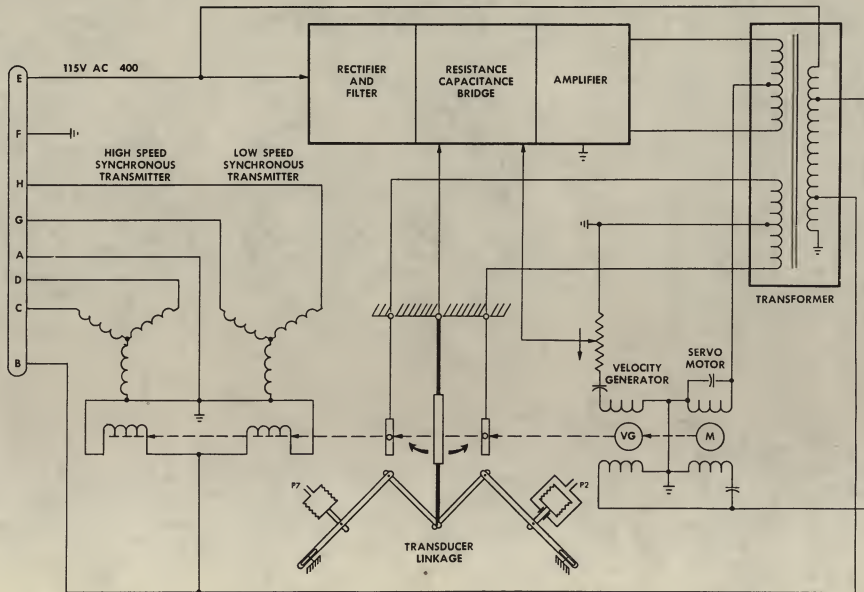 115V AC 400
E
F
H
G
A
D
C
B
HIGH SPEED
SYNCHRONOUS
TRANSMITTER
LOW SPEED
SYNCHRONOUS
TRANSMITTER
RECTIFIER
AND
FILTER
RESISTANCE
CAPACITANCE
BRIDGE
AMPLIFIER
TRANSFORMER
VELOCITY
GENERATOR
SERVO
MOTOR
VG
M
P7
P2
TRANSDUCER
LINKAGE